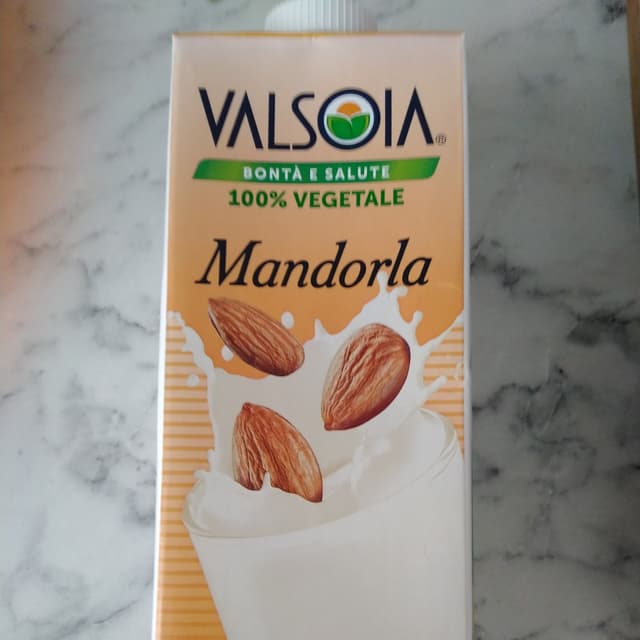 VALSOIA®
BONTÀ E SALUTE
100% VEGETALE
Mandorla